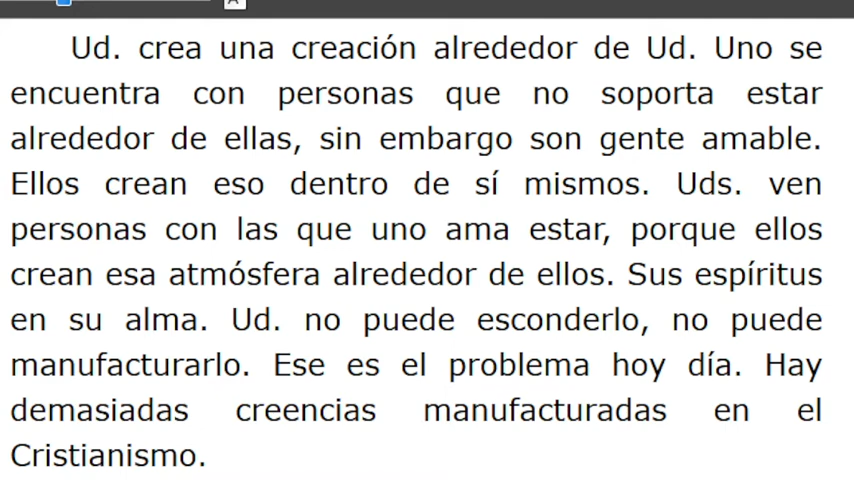 Ud. crea una creación alrededor de Ud. Uno se
encuentra con personas que no soporta estar
alrededor de ellas, sin embargo son gente amable.
Ellos crean eso dentro de sí mismos. Uds. ven
personas con las que uno ama estar, porque ellos
crean esa atmósfera alrededor de ellos. Sus espíritus
en su alma. Ud. no puede esconderlo, no puede
manufacturarlo. Ese es el problema hoy día. Hay
demasiadas creencias manufacturadas en el
Cristianismo.